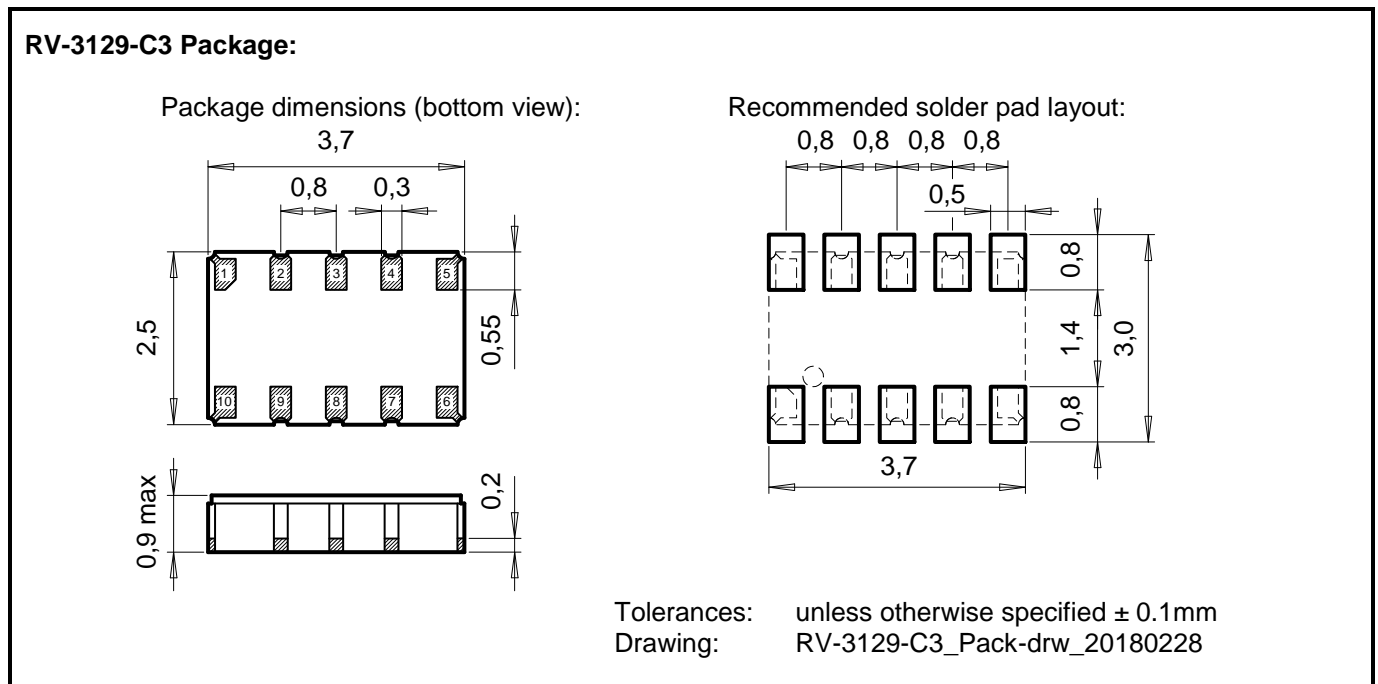 RV-3129-C3 Package:
Package dimensions (bottom view):
3,7
0,8 0,3
1 2 3 4 5
2,5
0,55
10 9 8 7 6
0,9 max
0,2
Recommended solder pad layout:
0,8 0,8 0,8 0,8
0,5
0,8
1,4
3,0
0,8
3,7
Tolerances: unless otherwise specified ± 0.1mm
Drawing: RV-3129-C3_Pack-drw_20180228